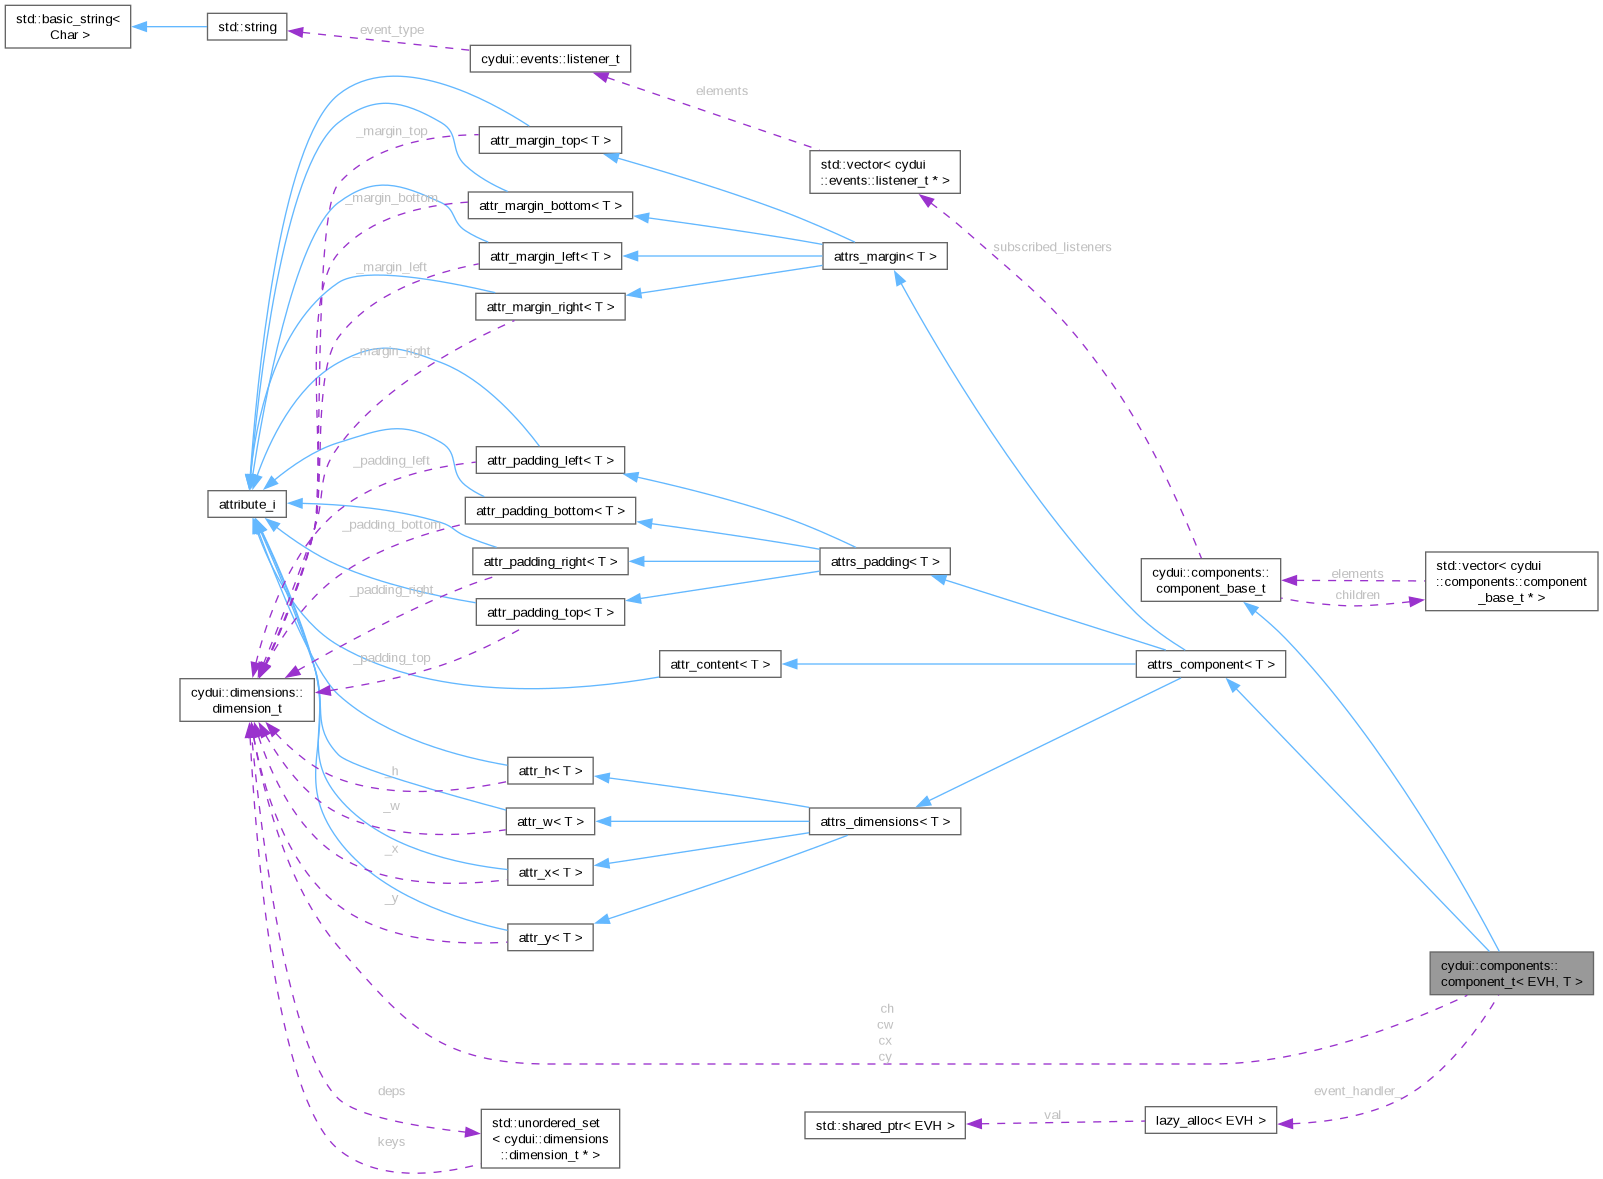 std::basic_string<
Char >
std::string
event_type
cydui::events::listener_t
elements
_margin_top
attr_margin_top< T >
std::vector< cydui
::events::listener_t * >
_margin_bottom
attr_margin_bottom< T >
subscribed_listeners
attr_margin_left< T >
attrs_margin< T >
_margin_left
attr_margin_right< T >
_margin_right
_padding_left
attr_padding_left< T >
attribute_i
attr_padding_bottom< T >
_padding_bottom
attr_padding_right< T >
attrs_padding< T >
cydui::components::
component_base_t
elements
children
std::vector< cydui
::components::component
_base_t * >
_padding_right
attr_padding_top< T >
_padding_top
attr_content< T >
attrs_component< T >
cydui::dimensions::
dimension_t
_h
attr_h< T >
_w
attr_w< T >
attrs_dimensions< T >
_x
attr_x< T >
_y
attr_y< T >
cydui::components::
component_t< EVH, T >
ch
cw
cx
cy
deps
keys
std::unordered_set
< cydui::dimensions
::dimension_t * >
std::shared_ptr< EVH >
val
lazy_alloc< EVH >
event_handler_